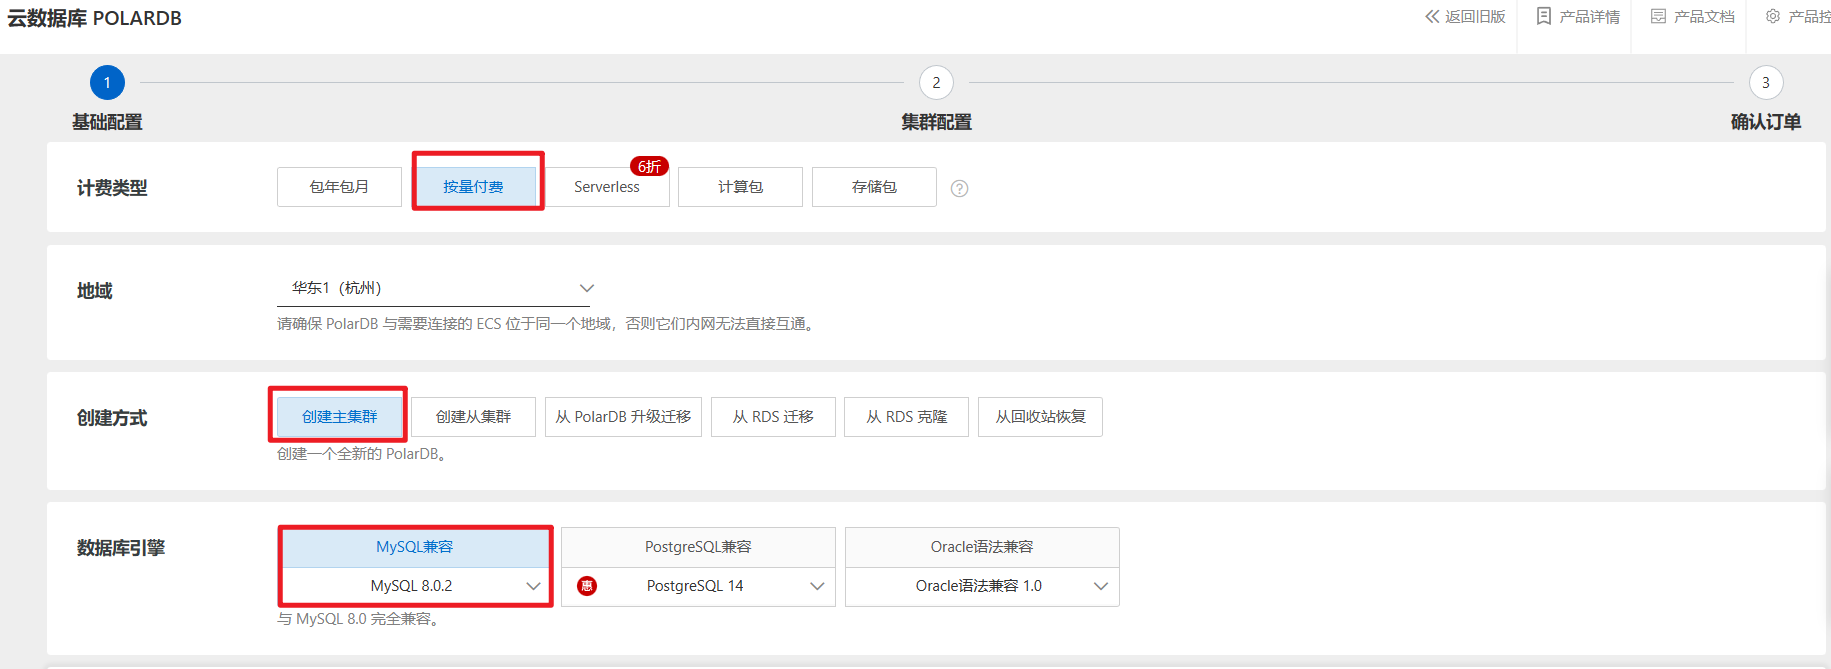 云数据库 POLARDB
返回旧版
产品详情
产品文档
产品控
1
2
3
基础配置
集群配置
确认订单
计费类型
包年包月
按量付费
Serverless
6折
计算包
存储包
?
地域
华东1（杭州）
请确保 PolarDB 与需要连接的 ECS 位于同一个地域，否则它们内网无法直接互通。
创建方式
创建主集群
创建从集群
从 PolarDB 升级迁移
从 RDS 迁移
从 RDS 克隆
从回收站恢复
创建一个全新的 PolarDB。
数据库引擎
MySQL兼容
PostgreSQL兼容
Oracle语法兼容
MySQL 8.0.2
惠
PostgreSQL 14
Oracle语法兼容 1.0
与 MySQL 8.0 完全兼容。